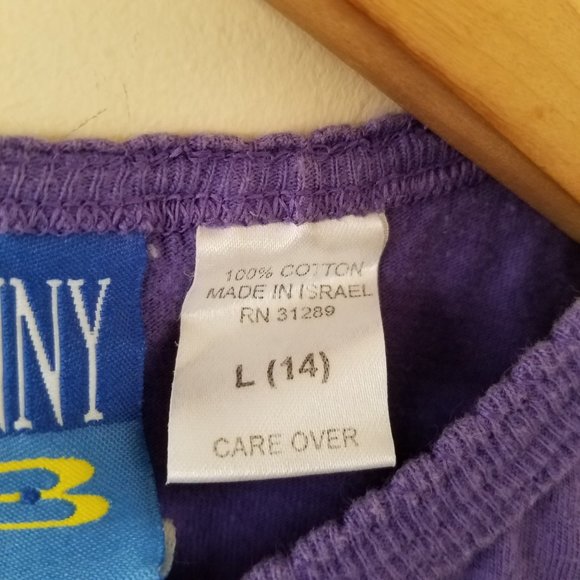 NNY
B
100% COTTON
MADE IN ISRAEL
RN 31289
L (14)
CARE OVER